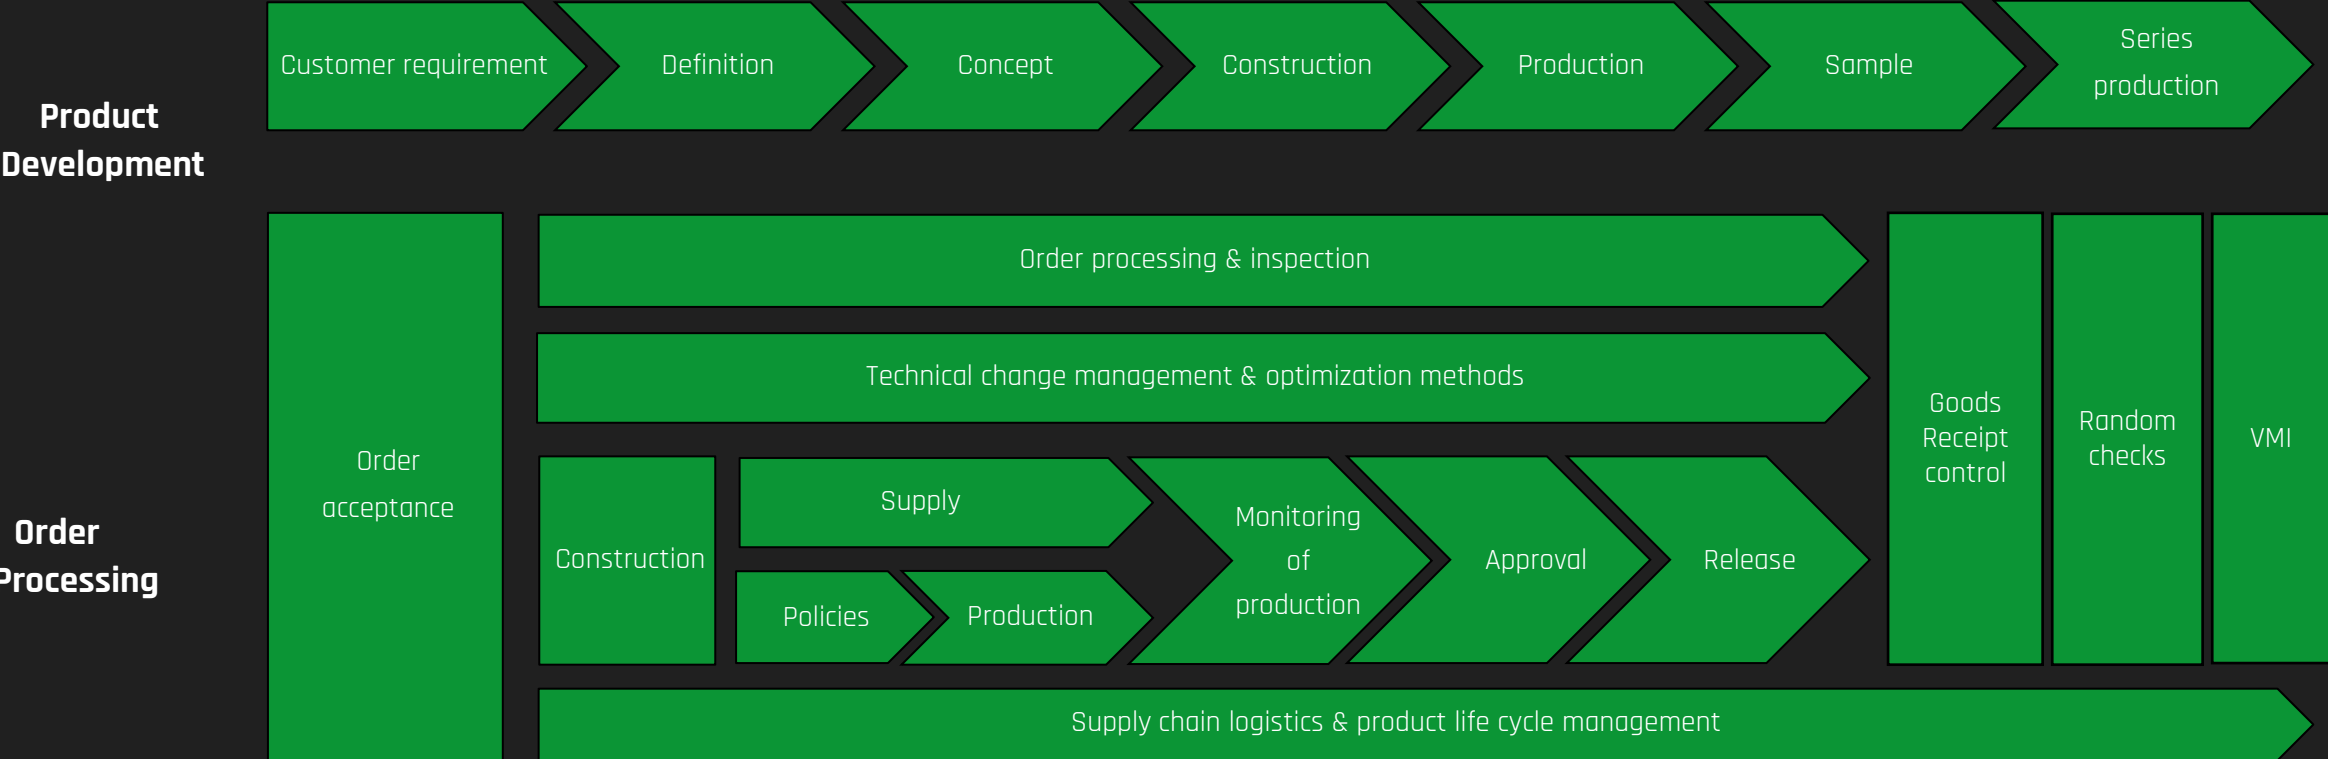 Product
Development
Customer requirement
Definition
Concept
Construction
Production
Sample
Series
production
Order
Processing
Order
acceptance
Order processing & inspection
Technical change management & optimization methods
Construction
Supply
Policies
Production
Monitoring
of
production
Approval
Release
Goods
Receipt
control
Random
checks
VMI
Supply chain logistics & product life cycle management